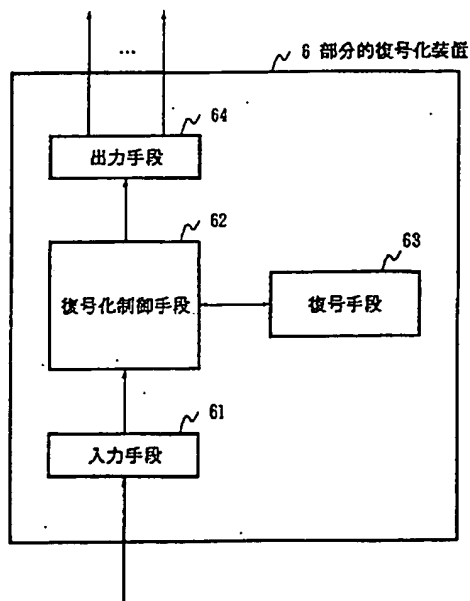 …
6 部分的復号化装置
64
出力手段
62
復号化制御手段
63
復号手段
61
入力手段